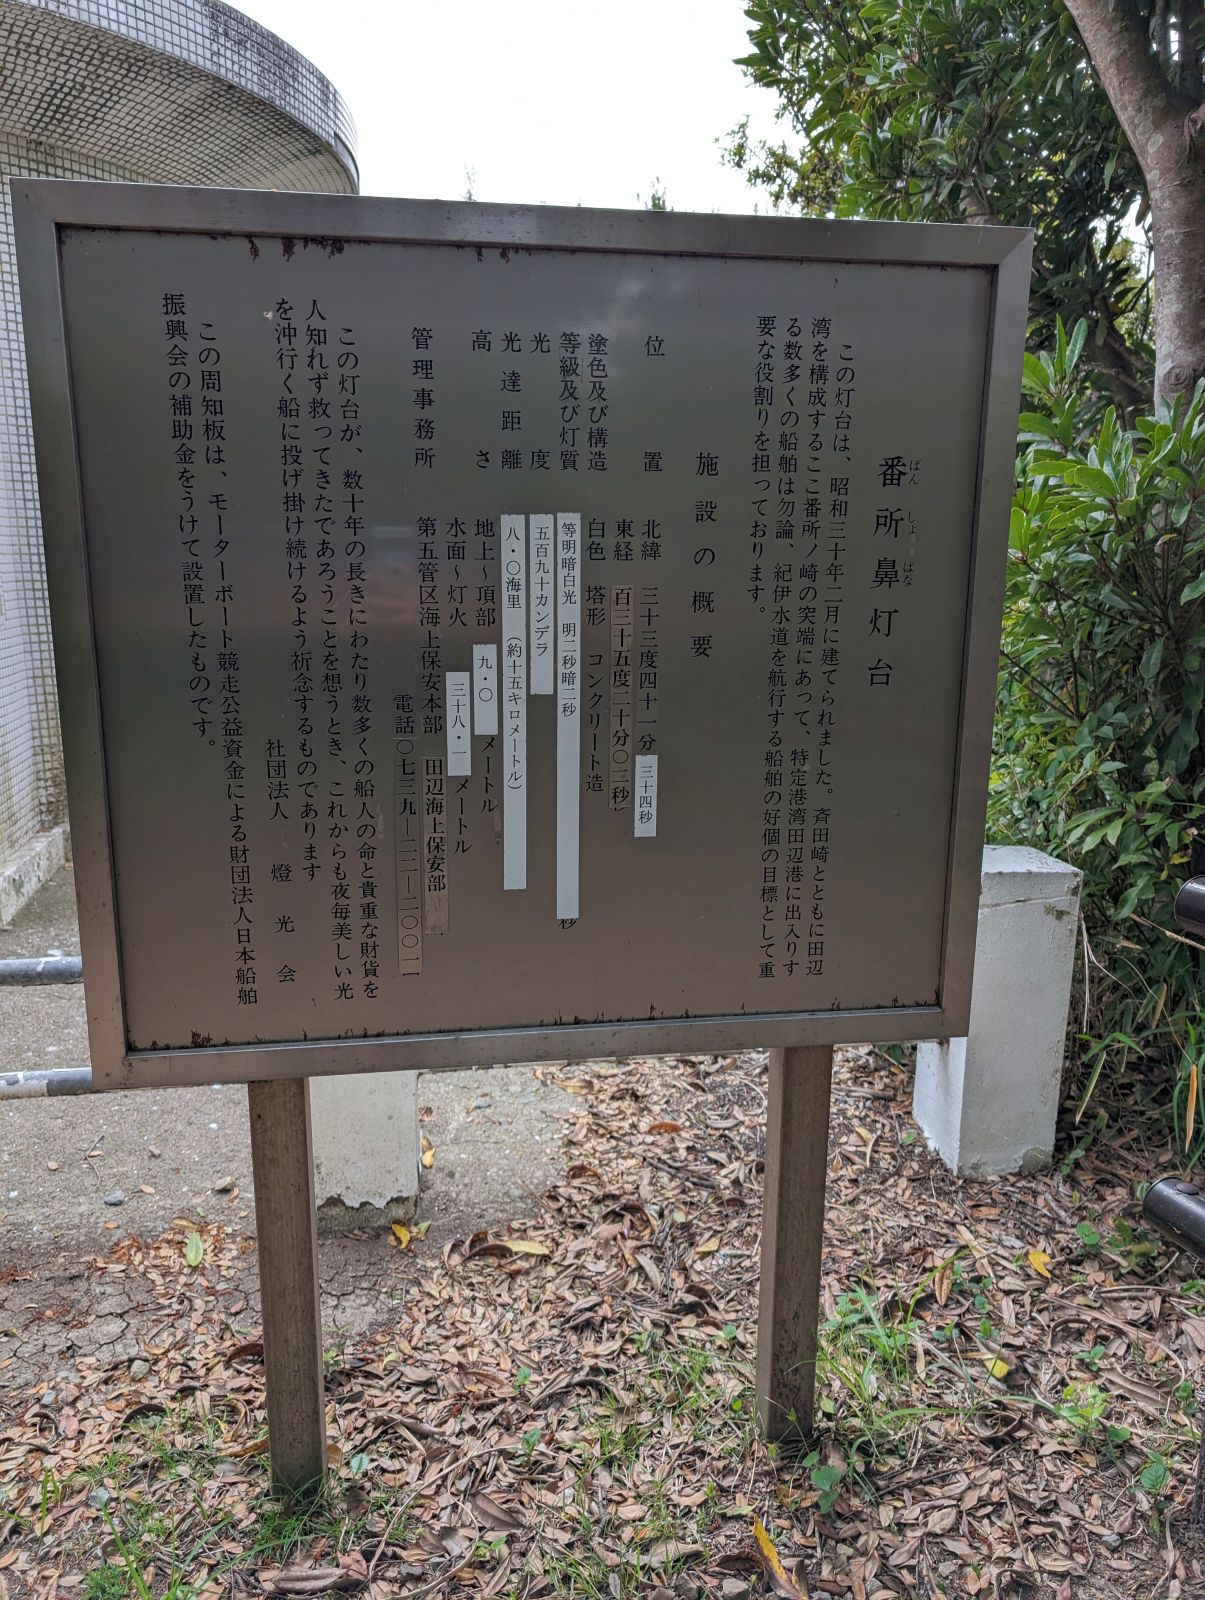 番所鼻灯台
ばん しょ ばな
この灯台は、昭和三十年二月に建てられました。斉田崎とともに田辺
湾を構成するここ番所ノ崎の突端にあって、特定港湾田辺港に出入りす
る数多くの船舶は勿論、紀伊水道を航行する船舶の好個の目標として重
要な役割りを担つております。
施設の概要
位置 北緯 三十三度四十一分三十四秒
東経 百三十五度二十分〇三秒
塗色及び構造 白色 塔形 コンクリート造
等級及び灯質 等明暗白光 明二秒暗二秒 秒
光度 五百九十カンデラ
光達距離 八・〇海里 (約十五キロメートル)
高さ 地上～頂部 九・〇メートル
水面～灯火 三十八・一メートル
管理事務所 第五管区海上保安本部 田辺海上保安部
電話〇七三九―二二―二〇〇一
この灯台が、数十年の長きにわたり数多くの船人の命と貴重な財貨を
人知れず救ってきたであろうことを想うとき、これからも夜毎美しい光
を沖行く船に投げ掛け続けるよう祈念するものであります
社団法人 燈光会
この周知板は、モーターボート競走公益資金による財団法人日本船舶
振興会の補助金をうけて設置したものです。